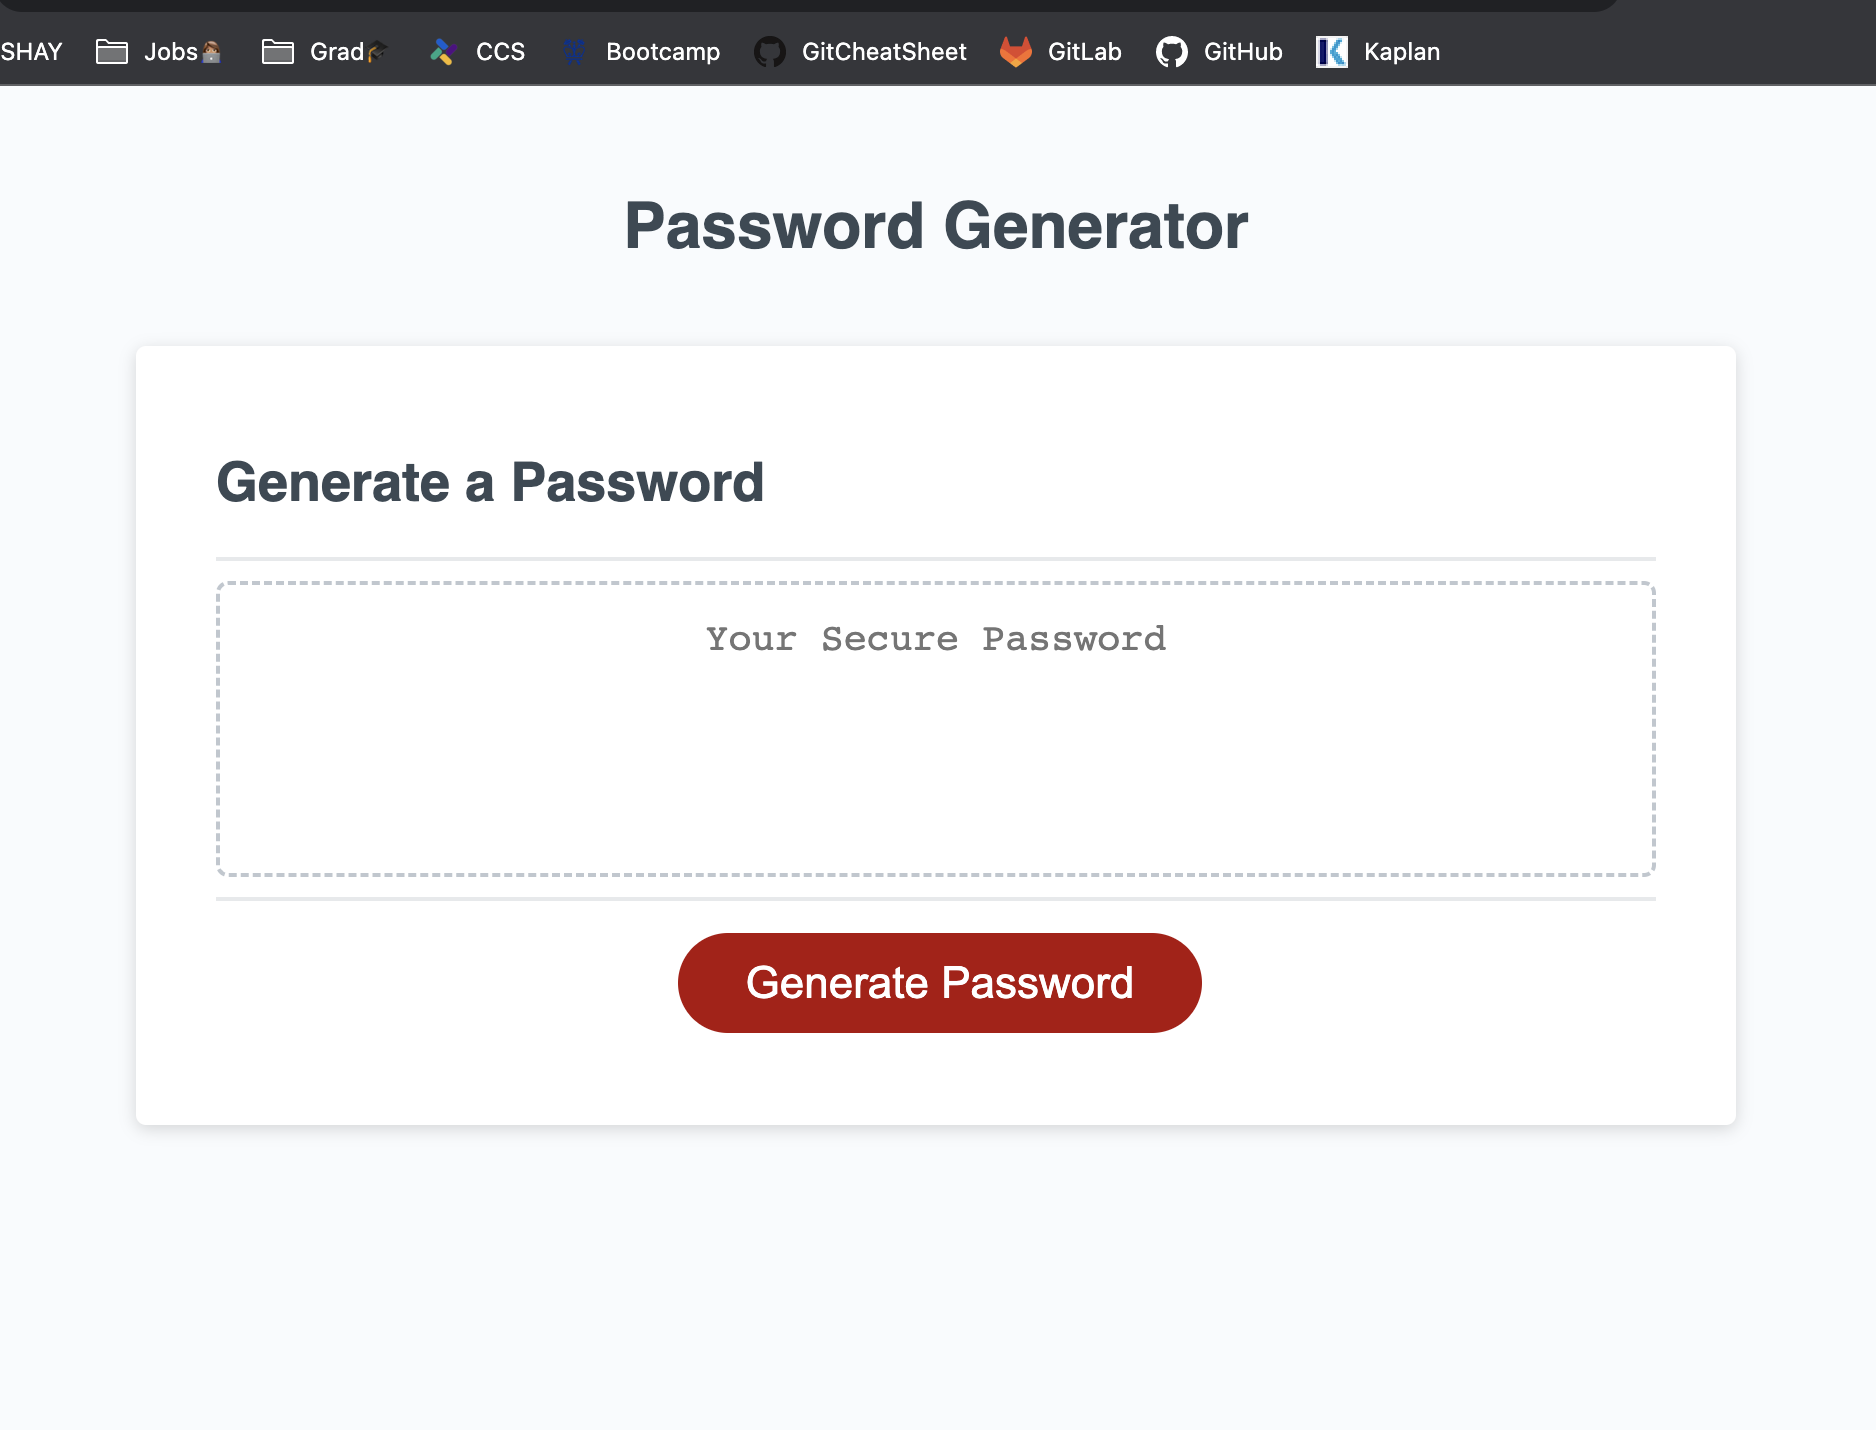 SHAY Jobs Grad CCS Bootcamp GitCheatSheet GitLab GitHub Kaplan
Password Generator
Generate a Password
Your Secure Password
Generate Password